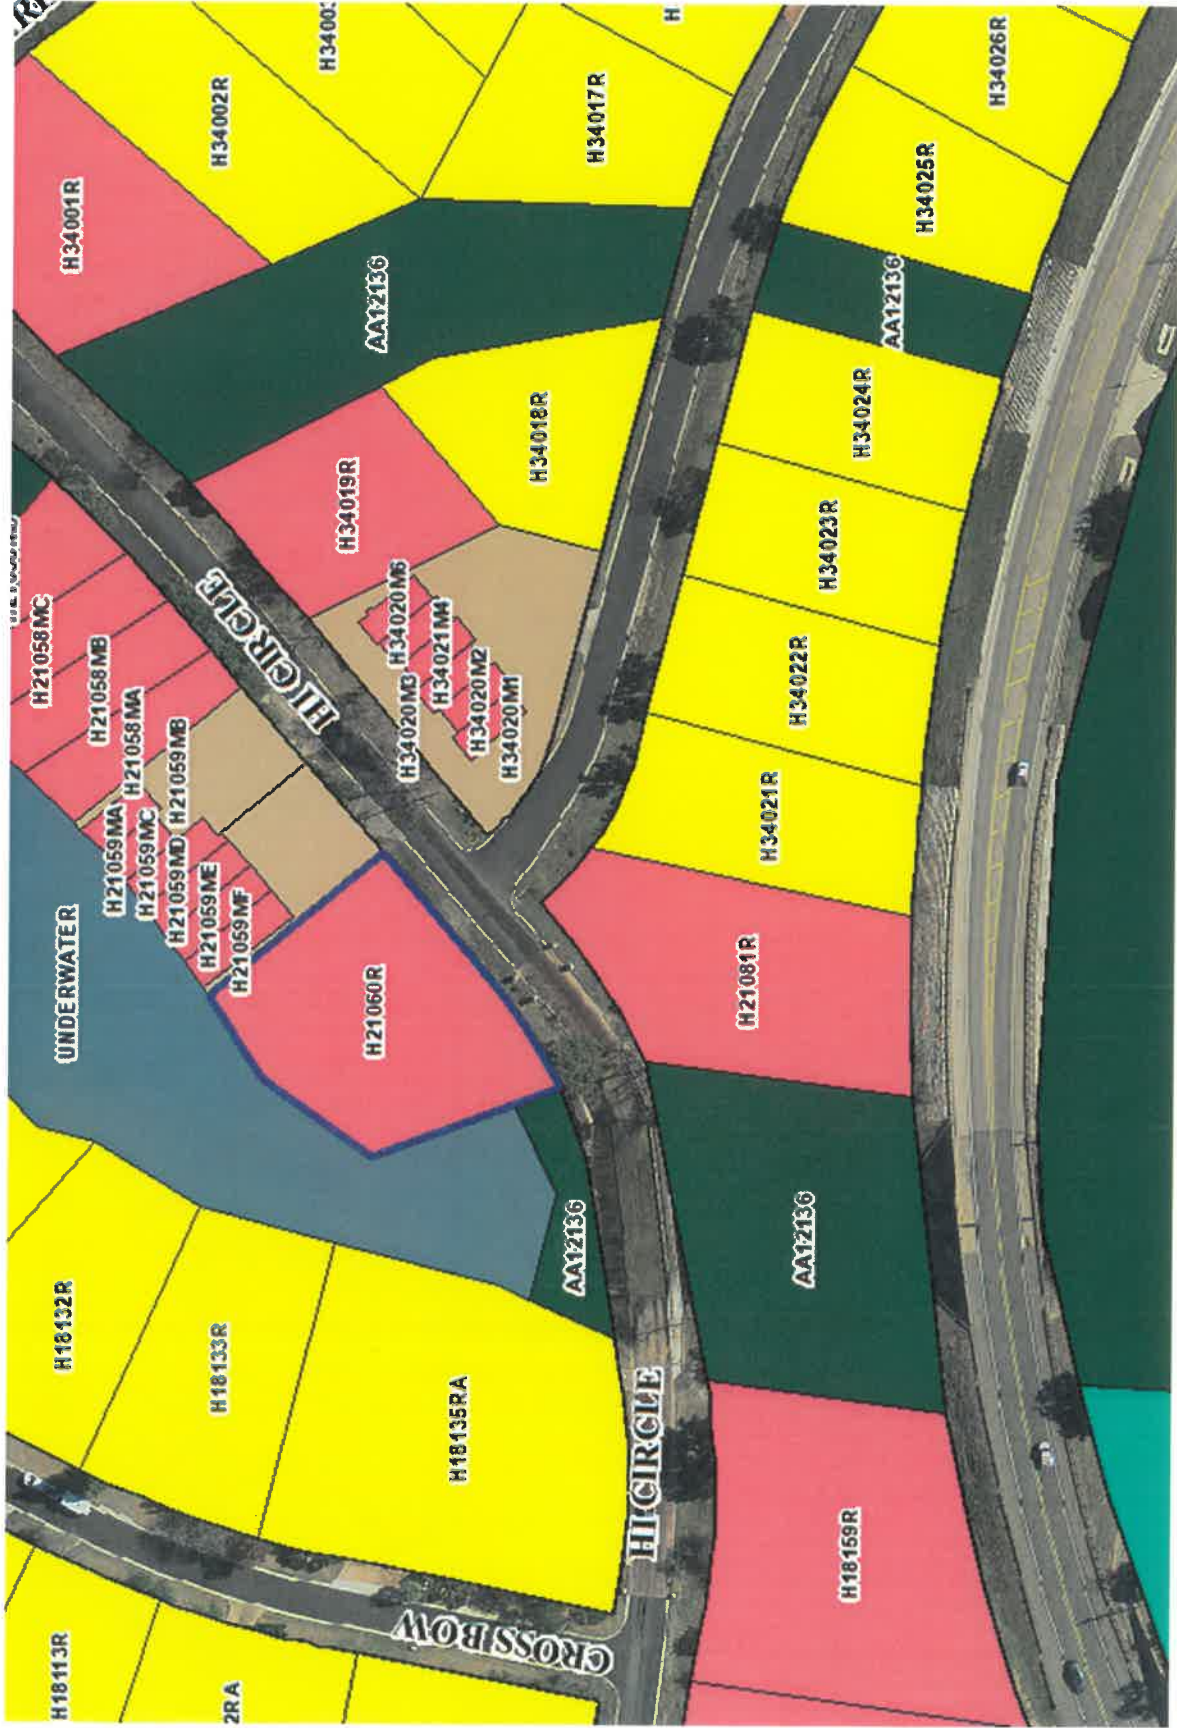 H34001R
H34002R
H34017R
H34026R
H34025R
AA12136
AA12136
H34018R
H34024R
H34019R
H34023R
H34022R
H34021R
HI CIRCLE
H34020M6
H34021M4
H34020M3
H34020M2
H34020M1
H21058MC
H21058MB
H21058MA
H21059MB
H21059MA
H21059MC
H21059MD
H21059ME
H21059MF
UNDERWATER
H21060R
H21081R
AA12136
AA12136
H18132R
H18133R
H18135RA
HI CIRCLE
H18159R
CROSS BOW
H18113R
2RA